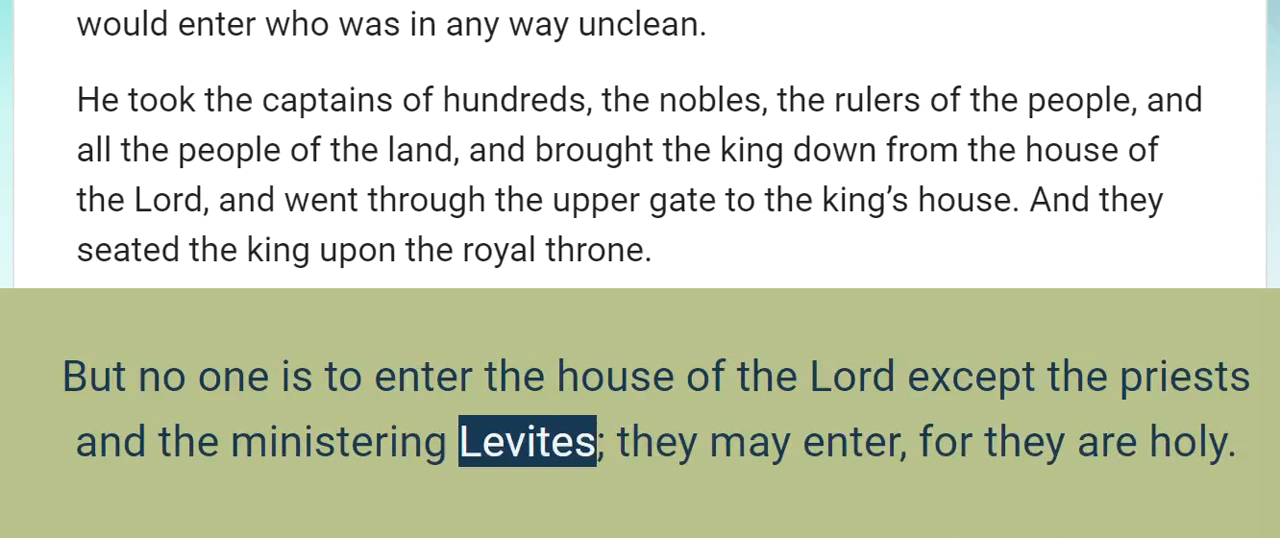 would enter who was in any way unclean.
He took the captains of hundreds, the nobles, the rulers of the people, and
all the people of the land, and brought the king down from the house of
the Lord, and went through the upper gate to the king’s house. And they
seated the king upon the royal throne.
But no one is to enter the house of the Lord except the priests
and the ministering Levites; they may enter, for they are holy.